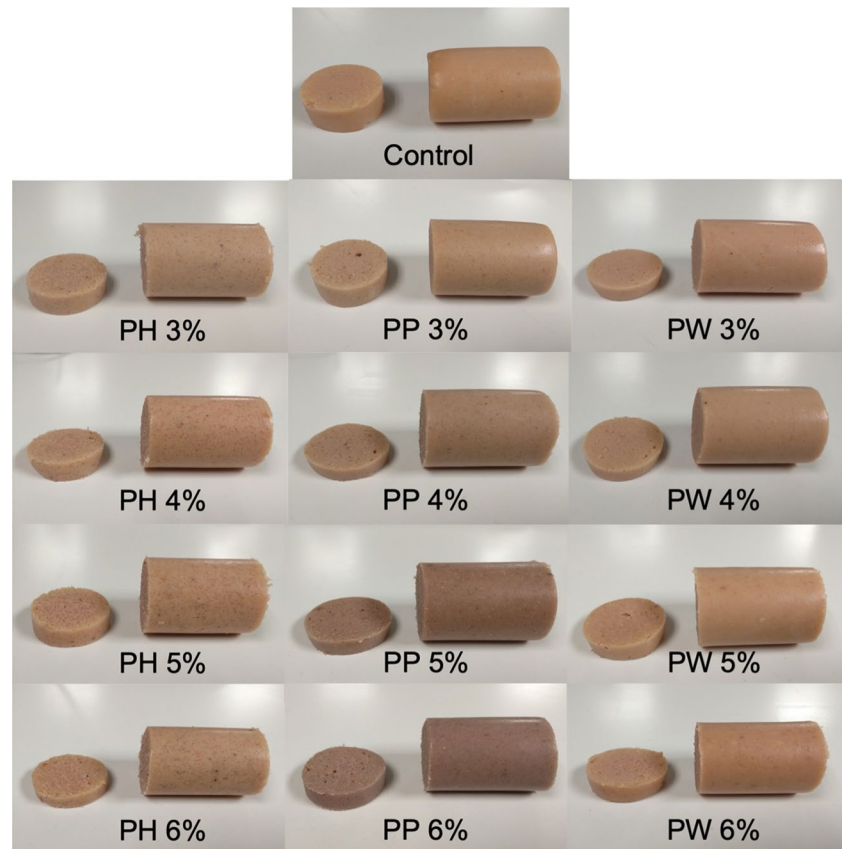 Control
PH 3%
PP 3%
PW 3%
PH 4%
PP 4%
PW 4%
PH 5%
PP 5%
PW 5%
PH 6%
PP 6%
PW 6%